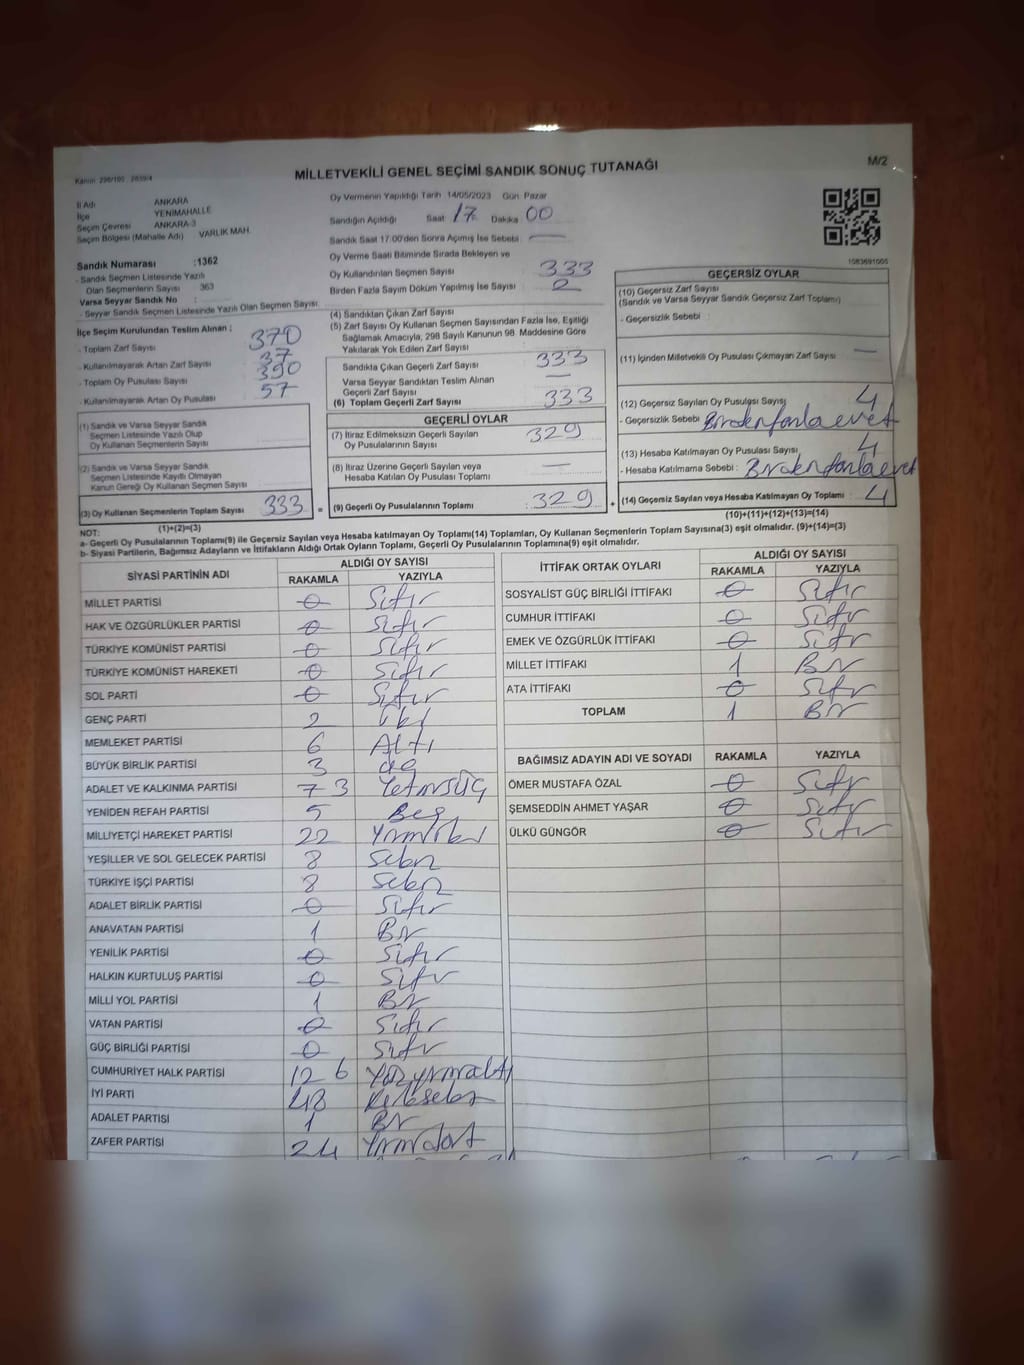 MİLLETVEKİLİ GENEL SEÇİMİ SANDIK SONUÇ TUTANAĞI
M/2
İl Adı ANKARA
İlçe YENİMAHALLE
Seçim Çevresi ANKARA-3
Seçim Bölgesi (Mahalle Adı) VARLIK MAH.
Oy Vermenin Yapıldığı Tarih 14/05/2023 Gün Pazar
Sandığın Açıldığı Saat 17 Dakika 00
Sandık Saat 17:00'den Sonra Açımış İse Sebebi —
Oy Verme Saati Bitiminde Sırada Bekleyen ve
Oy Kullandırılan Seçmen Sayısı 333
Birden Fazla Sayım Döküm Yapılmış İse Sayısı 2
1083691005
Sandık Numarası :1362
- Sandık Seçmen Listesinde Yazılı
Olan Seçmenlerin Sayısı 363
Varsa Seyyar Sandık No :
- Seyyar Sandık Seçmen Listesinde Yazılı Olan Seçmen Sayısı
İlçe Seçim Kurulundan Teslim Alınan ;
- Toplam Zarf Sayısı 370
- Kullanılmayarak Artan Zarf Sayısı 37
- Toplam Oy Pusulası Sayısı 390
- Kullanılmayarak Artan Oy Pusulası 57
(1) Sandık ve Varsa Seyyar Sandık
Seçmen Listesinde Yazılı Olup
Oy Kullanan Seçmenlerin Sayısı
(2) Sandık ve Varsa Seyyar Sandık
Seçmen Listesinde Kayıtlı Olmayan
Kanun Gereği Oy Kullanan Seçmen Sayısı
(3) Oy Kullanan Seçmenlerin Toplam Sayısı 333 =
(1)+(2)=(3)
(4) Sandıktan Çıkan Zarf Sayısı
(5) Zarf Sayısı Oy Kullanan Seçmen Sayısından Fazla İse, Eşitliği
Sağlamak Amacıyla, 298 Sayılı Kanunun 98. Maddesine Göre
Yakılarak Yok Edilen Zarf Sayısı
Sandıkta Çıkan Geçerli Zarf Sayısı 333
Varsa Seyyar Sandıktan Teslim Alınan
Geçerli Zarf Sayısı —
(6) Toplam Geçerli Zarf Sayısı 333
GEÇERLİ OYLAR
(7) İtiraz Edilmeksizin Geçerli Sayılan
Oy Pusulalarının Sayısı 329
(8) İtiraz Üzerine Geçerli Sayılan veya
Hesaba Katılan Oy Pusulası Toplamı —
(9) Geçerli Oy Pusulalarının Toplamı 329 +
GEÇERSİZ OYLAR
(10) Geçersiz Zarf Sayısı
(Sandık ve Varsa Seyyar Sandık Geçersiz Zarf Toplamı)
- Geçersizlik Sebebi :
(11) İçinden Milletvekili Oy Pusulası Çıkmayan Zarf Sayısı —
(12) Geçersiz Sayılan Oy Pusulası Sayısı 4
- Geçersizlik Sebebi Birden fazla evet
(13) Hesaba Katılmayan Oy Pusulası Sayısı 4
- Hesaba Katılmama Sebebi : Birden fazla evet
(14) Geçersiz Sayılan veya Hesaba Katılmayan Oy Toplamı : 4
(10)+(11)+(12)+(13)=(14)
NOT:
a- Geçerli Oy Pusulalarının Toplamı(9) ile Geçersiz Sayılan veya Hesaba katılmayan Oy Toplamı(14) Toplamları, Oy Kullanan Seçmenlerin Toplam Sayısına(3) eşit olmalıdır. (9)+(14)=(3)
b- Siyasi Partilerin, Bağımsız Adayların ve İttifakların Aldığı Ortak Oyların Toplamı, Geçerli Oy Pusulalarının Toplamına(9) eşit olmalıdır.
SİYASİ PARTİNİN ADI ALDIĞI OY SAYISI
RAKAMLA YAZIYLA
MİLLET PARTİSİ 0 Sıfır
HAK VE ÖZGÜRLÜKLER PARTİSİ 0 Sıfır
TÜRKİYE KOMÜNİST PARTİSİ 0 Sıfır
TÜRKİYE KOMÜNİST HAREKETİ 0 Sıfır
SOL PARTİ 0 Sıfır
GENÇ PARTİ 2 İki
MEMLEKET PARTİSİ 6 Altı
BÜYÜK BİRLİK PARTİSİ 3 üç
ADALET VE KALKINMA PARTİSİ 73 Yetmişüç
YENİDEN REFAH PARTİSİ 5 Beş
MİLLİYETÇİ HAREKET PARTİSİ 22 Yirmiiki
YEŞİLLER VE SOL GELECEK PARTİSİ 8 Sekiz
TÜRKİYE İŞÇİ PARTİSİ 8 Sekiz
ADALET BİRLİK PARTİSİ 0 Sıfır
ANAVATAN PARTİSİ 1 Bir
YENİLİK PARTİSİ 0 Sıfır
HALKIN KURTULUŞ PARTİSİ 0 Sıfır
MİLLİ YOL PARTİSİ 1 Bir
VATAN PARTİSİ 0 Sıfır
GÜÇ BİRLİĞİ PARTİSİ 0 Sıfır
CUMHURİYET HALK PARTİSİ 126 Yüzyirmialtı
İYİ PARTİ 48 Kırksekiz
ADALET PARTİSİ 1 Bir
ZAFER PARTİSİ 24 Yirmidört
İTTİFAK ORTAK OYLARI ALDIĞI OY SAYISI
RAKAMLA YAZIYLA
SOSYALİST GÜÇ BİRLİĞİ İTTİFAKI 0 Sıfır
CUMHUR İTTİFAKI 0 Sıfır
EMEK VE ÖZGÜRLÜK İTTİFAKI 0 Sıfır
MİLLET İTTİFAKI 1 Bir
ATA İTTİFAKI 0 Sıfır
TOPLAM 1 Bir
BAĞIMSIZ ADAYIN ADI VE SOYADI RAKAMLA YAZIYLA
ÖMER MUSTAFA ÖZAL 0 Sıfır
ŞEMSEDDİN AHMET YAŞAR 0 Sıfır
ÜLKÜ GÜNGÖR 0 Sıfır